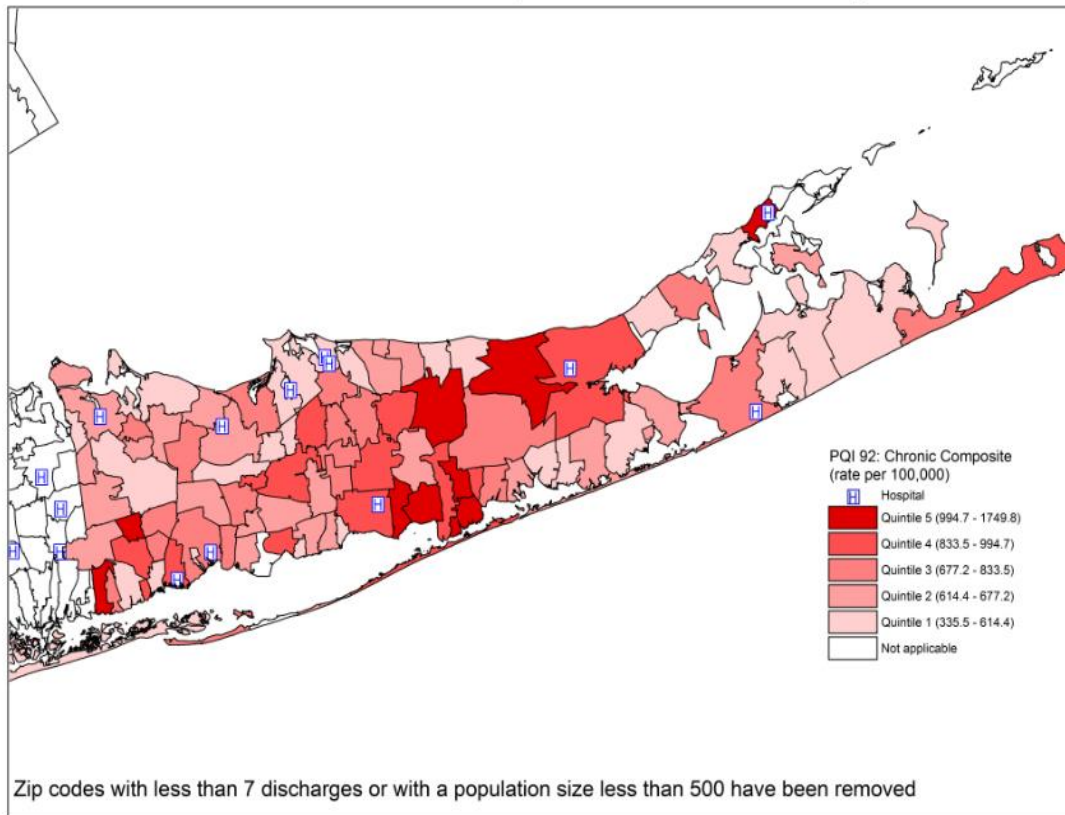 H
H
H
H
H
H
H
H
H
H
H
H
H
H
PQI 92: Chronic Composite
(rate per 100,000)
H Hospital
Quintile 5 (994.7 - 1749.8)
Quintile 4 (833.5 - 994.7)
Quintile 3 (677.2 - 833.5)
Quintile 2 (614.4 - 677.2)
Quintile 1 (335.5 - 614.4)
Not applicable
Zip codes with less than 7 discharges or with a population size less than 500 have been removed